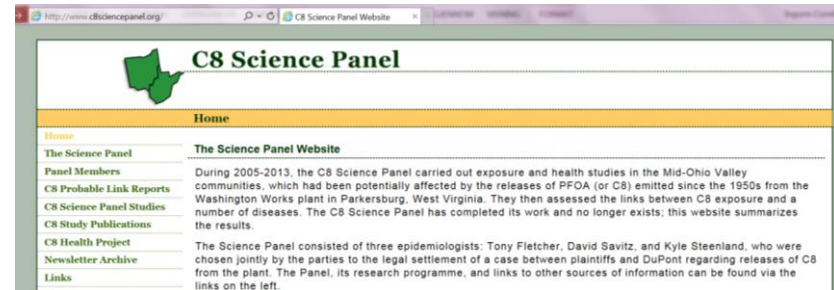 http://www.c8sciencepanel.org/
C8 Science Panel Website
C8 Science Panel
Home
Home
The Science Panel
Panel Members
C8 Probable Link Reports
C8 Science Panel Studies
C8 Study Publications
C8 Health Project
Newsletter Archive
Links
The Science Panel Website
During 2005-2013, the C8 Science Panel carried out exposure and health studies in the Mid-Ohio Valley
communities, which had been potentially affected by the releases of PFOA (or C8) emitted since the 1950s from the
Washington Works plant in Parkersburg, West Virginia. They then assessed the links between C8 exposure and a
number of diseases. The C8 Science Panel has completed its work and no longer exists; this website summarizes
the results.
The Science Panel consisted of three epidemiologists: Tony Fletcher, David Savitz, and Kyle Steenland, who were
chosen jointly by the parties to the legal settlement of a case between plaintiffs and DuPont regarding releases of C8
from the plant. The Panel, its research programme, and links to other sources of information can be found via the
links on the left.